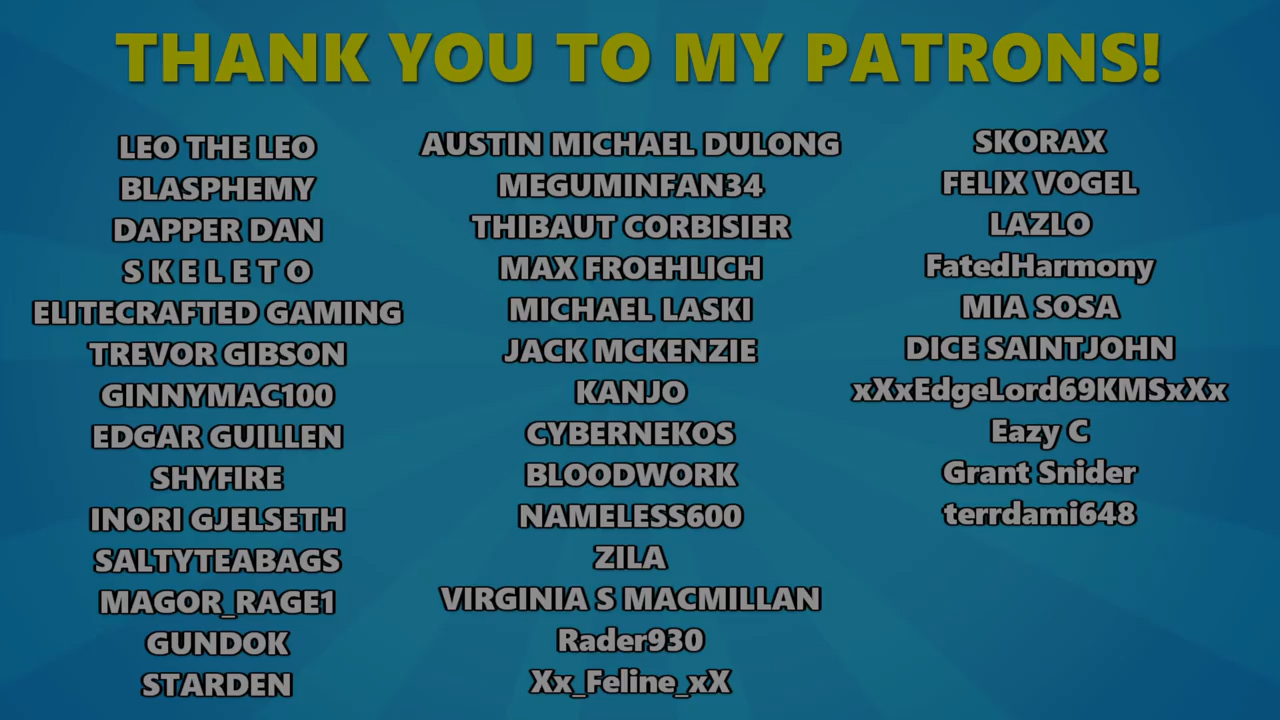 THANK YOU TO MY PATRONS!
LEO THE LEO
BLASPHEMY
DAPPER DAN
S K E L E T O
ELITECRAFTED GAMING
TREVOR GIBSON
GINNYMAC100
EDGAR GUILLEN
SHYFIRE
INORI GJELSETH
SALTYTEABAGS
MAGOR_RAGE1
GUNDOK
STARDEN
AUSTIN MICHAEL DULONG
MEGUMINFAN34
THIBAUT CORBISIER
MAX FROEHLICH
MICHAEL LASKI
JACK MCKENZIE
KANJO
CYBERNEKOS
BLOODWORK
NAMELESS600
ZILA
VIRGINIA S MACMILLAN
Rader930
Xx_Feline_xX
SKORAX
FELIX VOGEL
LAZLO
FatedHarmony
MIA SOSA
DICE SAINTJOHN
xXxEdgeLord69KMSxXx
Eazy C
Grant Snider
terrdami648